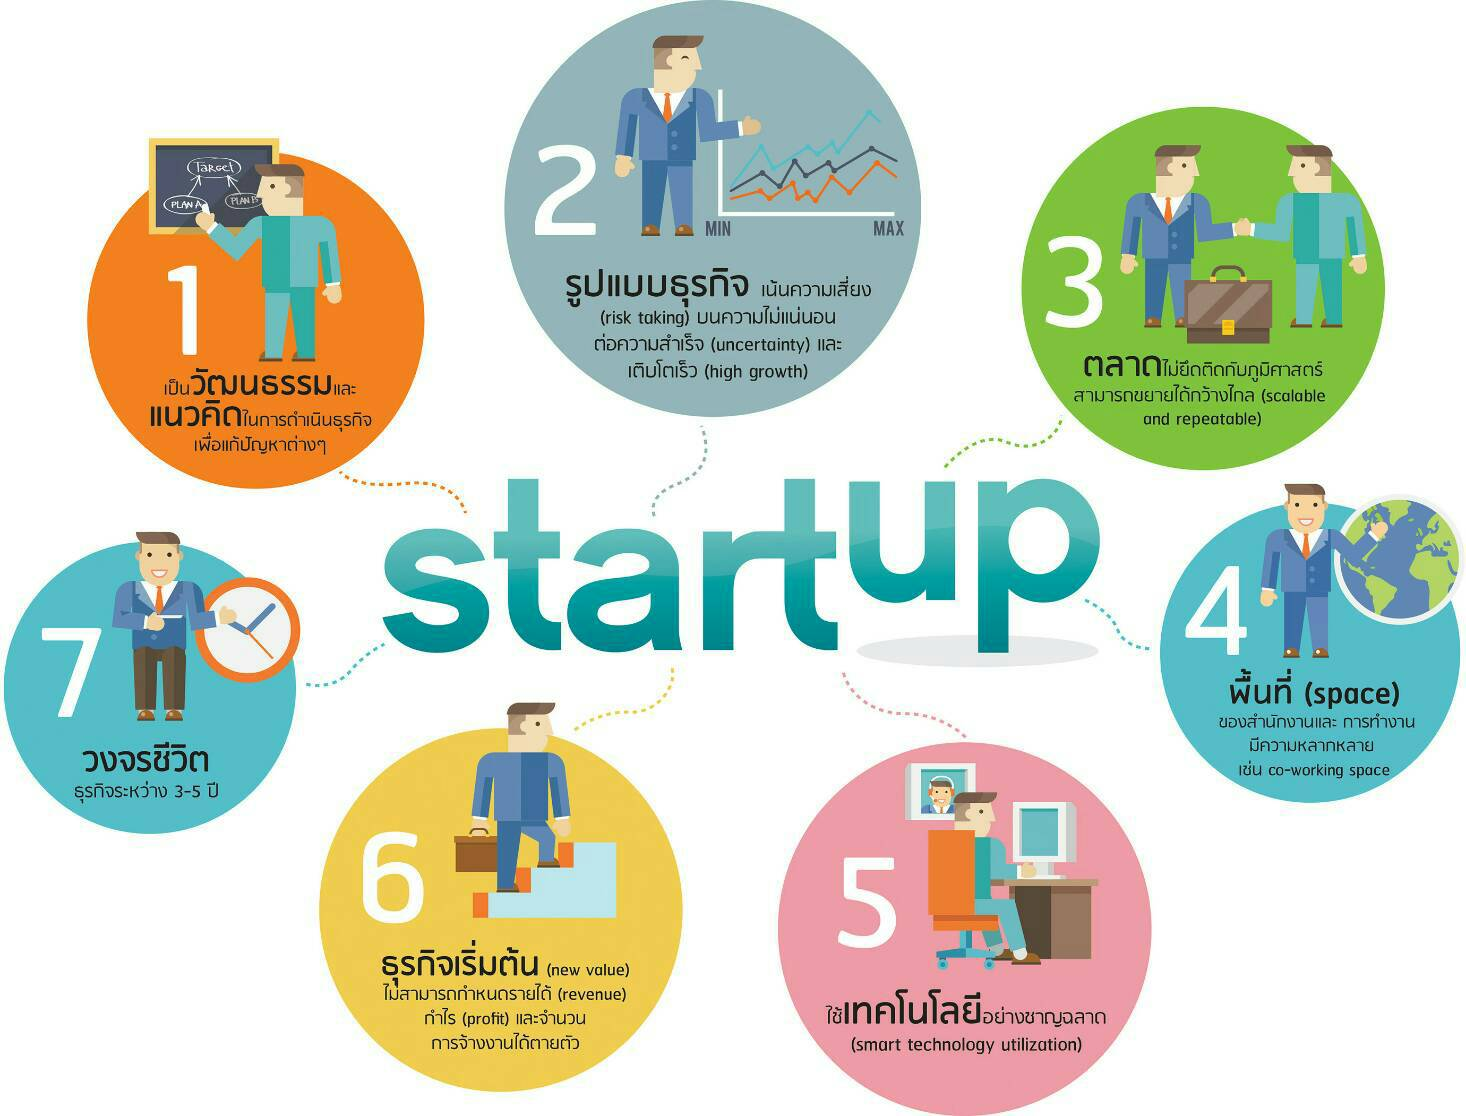 TarGeT
PLAN A
PLAN B
1
เป็นวัฒนธรรมและ
แนวคิดในการดำเนินธุรกิจ
เพื่อแก้ปัญหาต่างๆ
2
MIN MAX
รูปแบบธุรกิจ เน้นความเสี่ยง
(risk taking) บนความไม่แน่นอน
ต่อความสำเร็จ (uncertainty) และ
เติบโตเร็ว (high growth)
3
ตลาดไม่ยึดติดกับภูมิศาสตร์
สามารถขยายได้กว้างไกล (scalable
and repeatable)
startup
4
พื้นที่ (space)
ของสำนักงานและ การทำงาน
มีความหลากหลาย
เช่น co-working space
5
ใช้เทคโนโลยีอย่างชาญฉลาด
(smart technology utilization)
6
ธุรกิจเริ่มต้น (new value)
ไม่สามารถกำหนดรายได้ (revenue)
กำไร (profit) และจำนวน
การจ้างงานได้ตายตัว
7
วงจรชีวิต
ธุรกิจระหว่าง 3-5 ปี